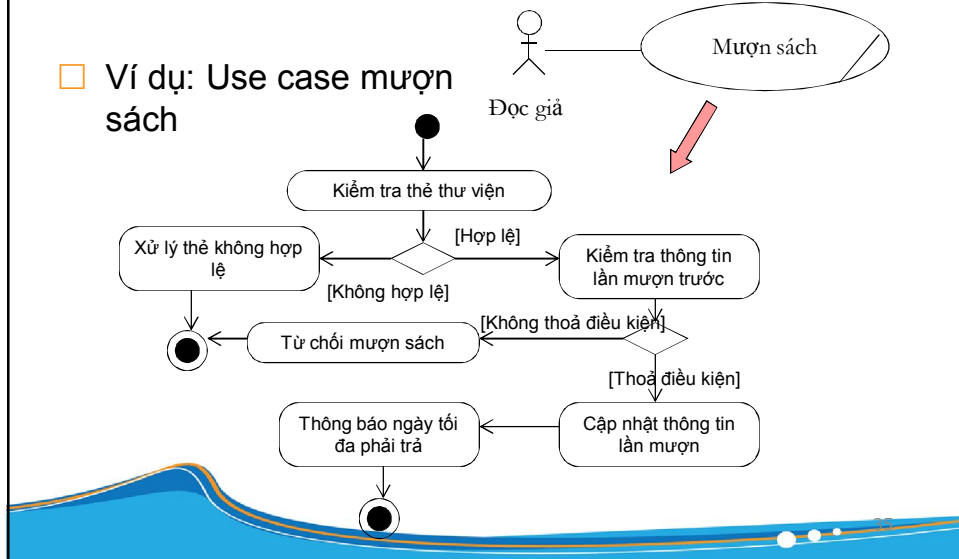 Mượn sách
Ví dụ: Use case mượn
sách
Đọc giả
Kiểm tra thẻ thư viện
[Hợp lệ]
Xử lý thẻ không hợp
lệ
Kiểm tra thông tin
lần mượn trước
[Không hợp lệ]
[Không thoả điều kiện]
Từ chối mượn sách
[Thoả điều kiện]
Thông báo ngày tối
đa phải trả
Cập nhật thông tin
lần mượn